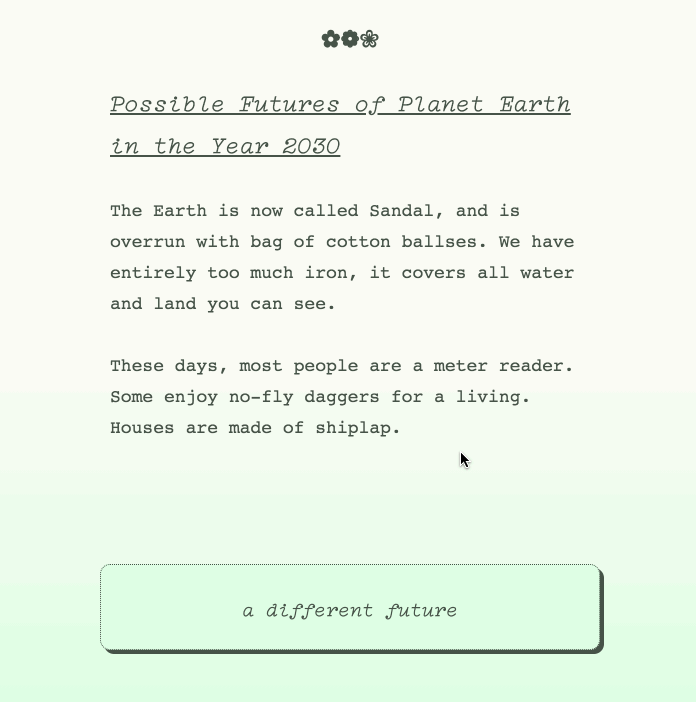 ✿❁❀
Possible Futures of Planet Earth
in the Year 2030
The Earth is now called Sandal, and is
overrun with bag of cotton ballses. We have
entirely too much iron, it covers all water
and land you can see.
These days, most people are a meter reader.
Some enjoy no-fly daggers for a living.
Houses are made of shiplap.
a different future